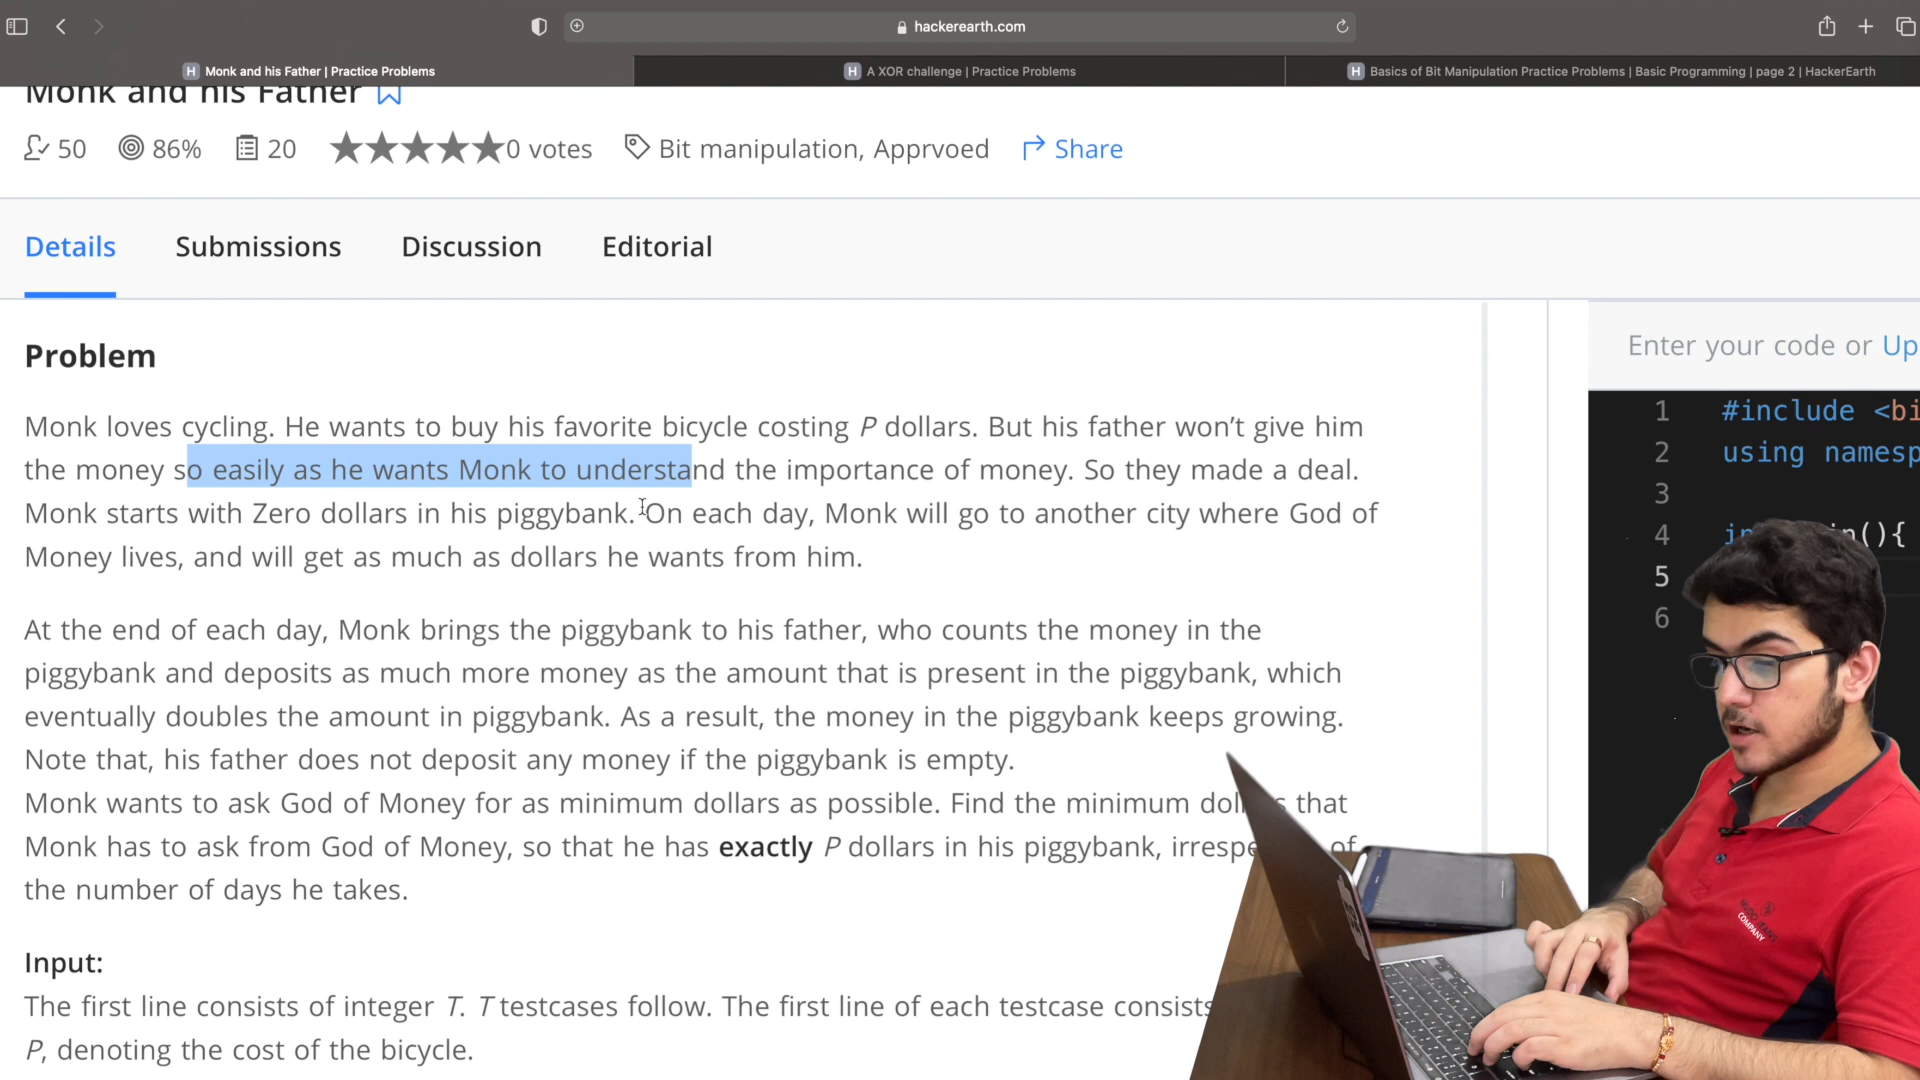 hackerearth.com
Monk and his Father | Practice Problems
A XOR challenge | Practice Problems
Basics of Bit Manipulation Practice Problems | Basic Programming | page 2 | HackerEarth
Monk and his Father
50 86% 20 0 votes Bit manipulation, Apprvoed Share
Details Submissions Discussion Editorial
Problem
Monk loves cycling. He wants to buy his favorite bicycle costing P dollars. But his father won’t give him
the money so easily as he wants Monk to understand the importance of money. So they made a deal.
Monk starts with Zero dollars in his piggybank. On each day, Monk will go to another city where God of
Money lives, and will get as much as dollars he wants from him.
At the end of each day, Monk brings the piggybank to his father, who counts the money in the
piggybank and deposits as much more money as the amount that is present in the piggybank, which
eventually doubles the amount in piggybank. As a result, the money in the piggybank keeps growing.
Note that, his father does not deposit any money if the piggybank is empty.
Monk wants to ask God of Money for as minimum dollars as possible. Find the minimum that
Monk has to ask from God of Money, so that he has exactly P dollars in his piggybank, of
the number of days he takes.
Input:
The first line consists of integer T. T testcases follow. The first line of each testcase consists
P, denoting the cost of the bicycle.
Enter your code or Up
1 #include <bi
2 using namesp
3
4 (){
5
6
COMPANY